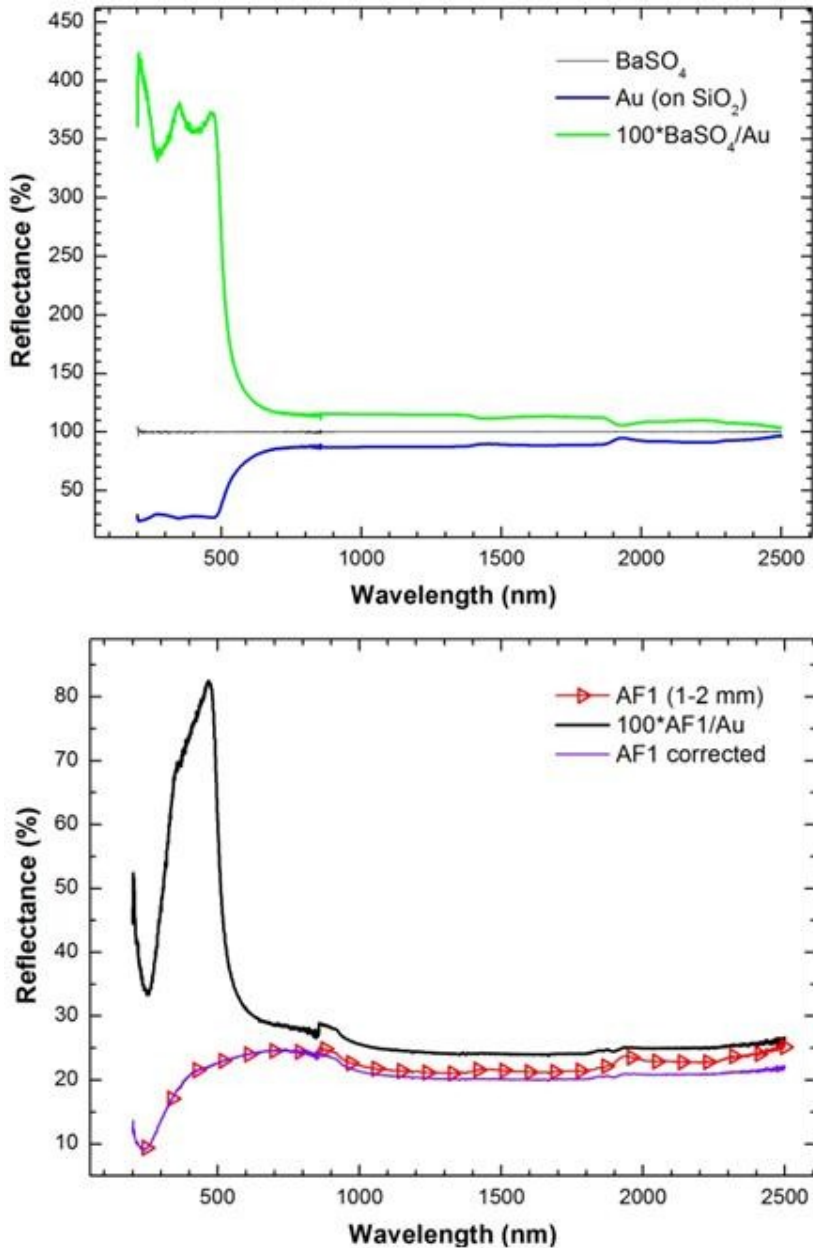 450
400
350
300
250
200
150
100
50
Reflectance (%)
BaSO₄
Au (on SiO₂)
100*BaSO₄/Au
500 1000 1500 2000 2500
Wavelength (nm)
80
70
60
50
40
30
20
10
Reflectance (%)
AF1 (1-2 mm)
100*AF1/Au
AF1 corrected
500 1000 1500 2000 2500
Wavelength (nm)